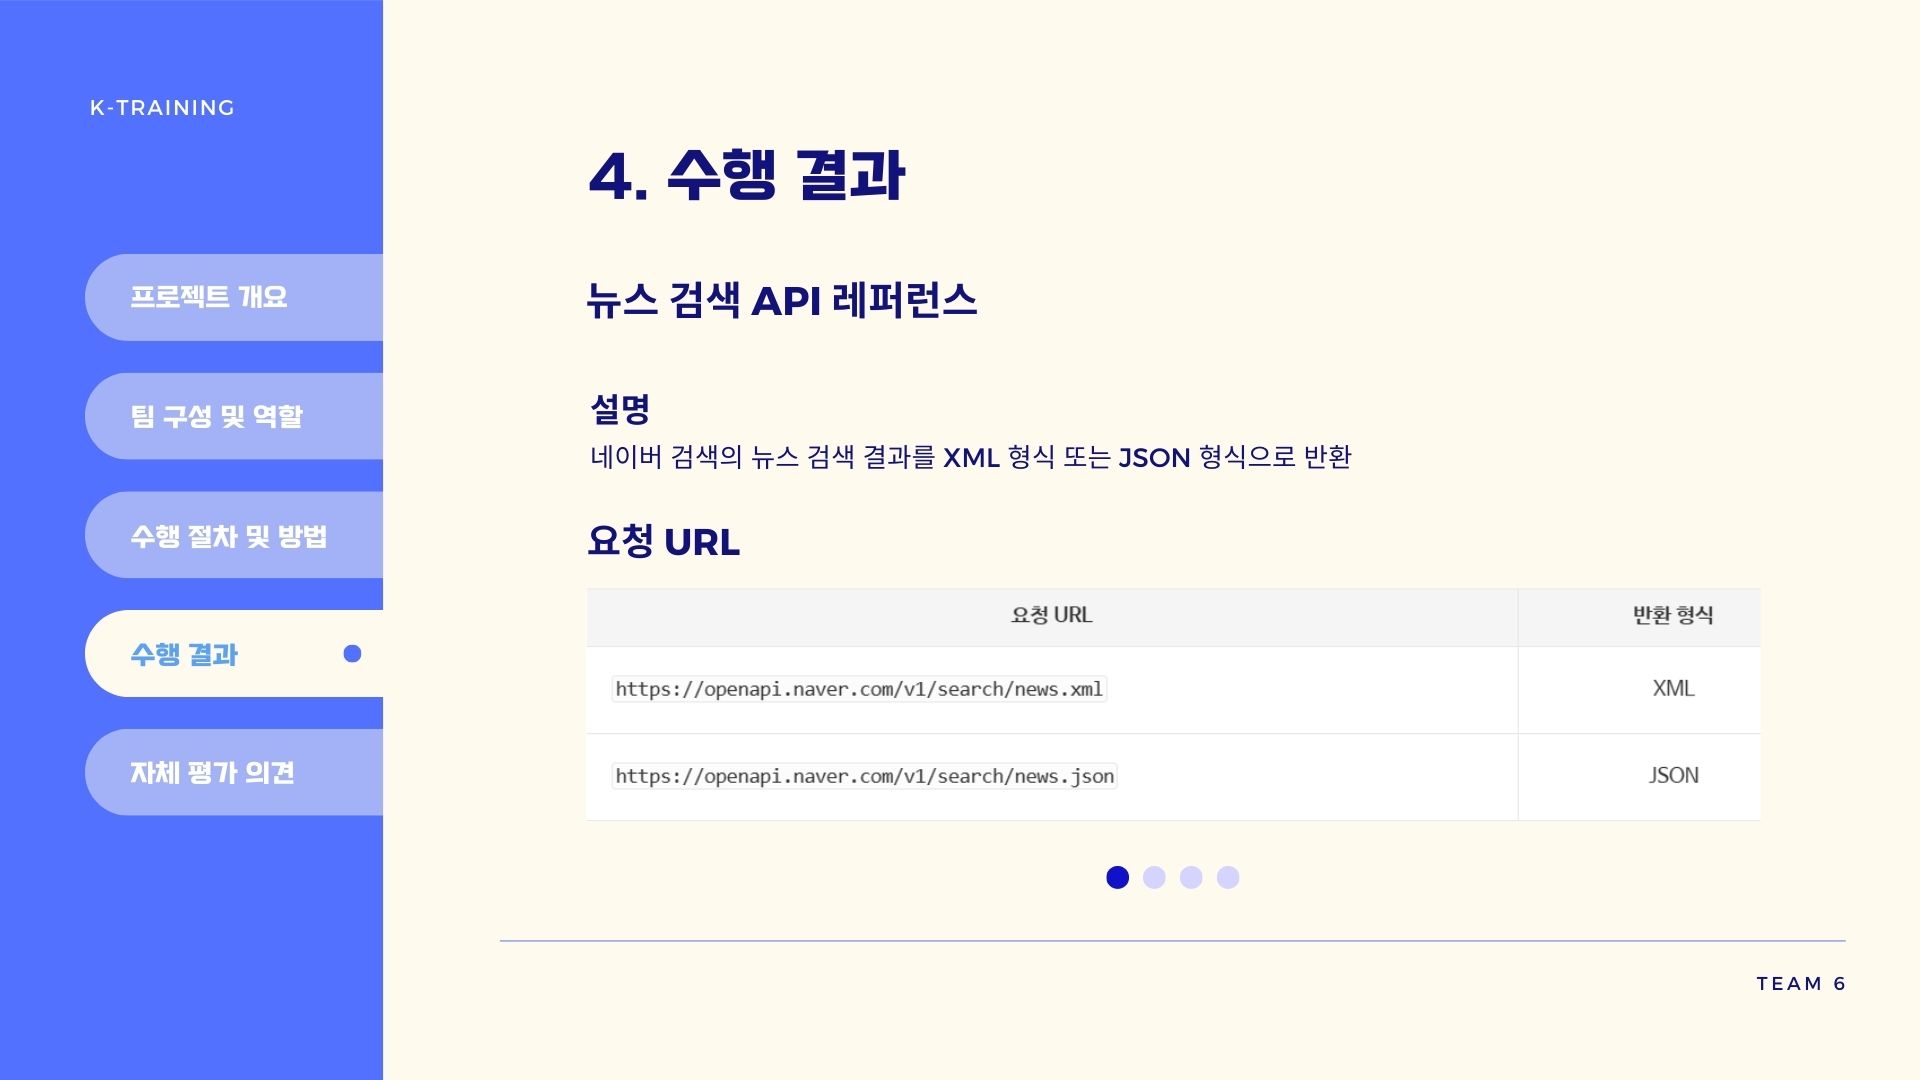 K-TRAINING
프로젝트 개요
팀 구성 및 역할
수행 절차 및 방법
수행 결과
자체 평가 의견
4. 수행 결과
뉴스 검색 API 레퍼런스
설명
네이버 검색의 뉴스 검색 결과를 XML 형식 또는 JSON 형식으로 반환
요청 URL
요청 URL 반환 형식
https://openapi.naver.com/v1/search/news.xml XML
https://openapi.naver.com/v1/search/news.json JSON
TEAM 6